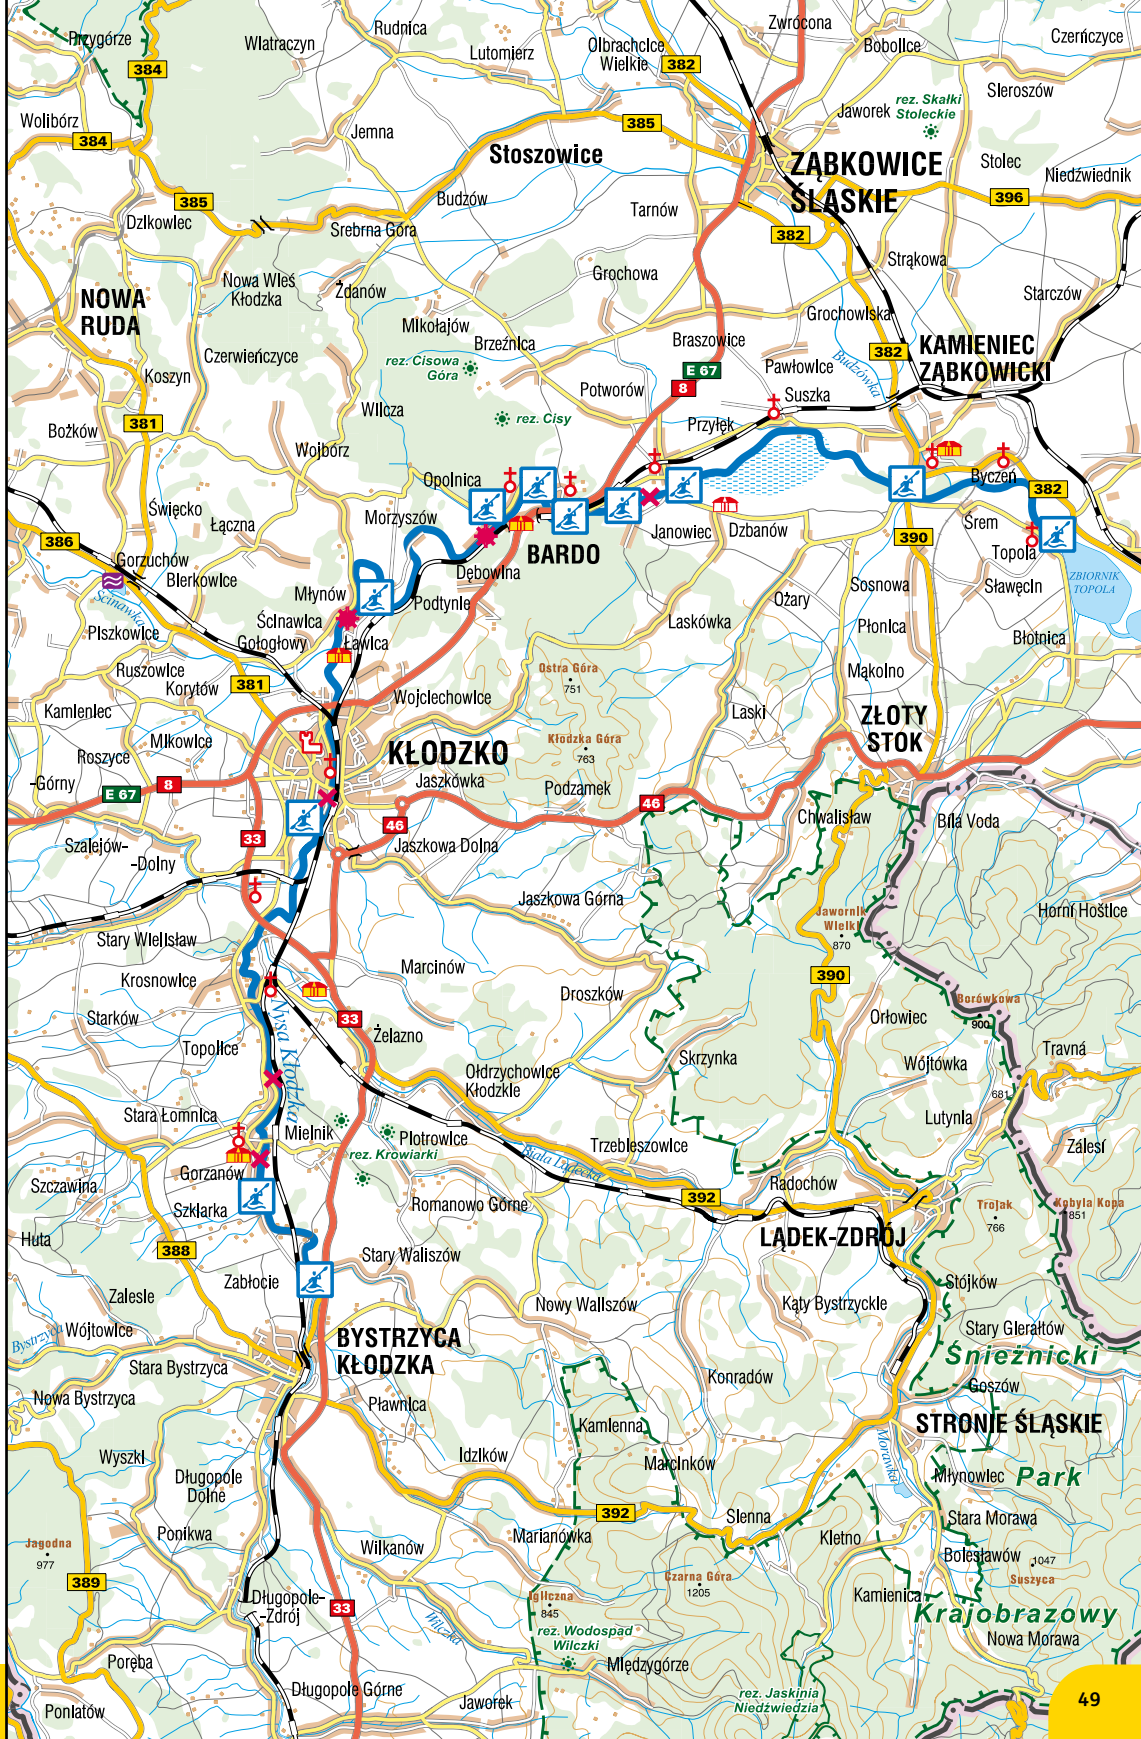 Przygórze
Rudnica
Zwrócona
Wlatraczyn
Lutomierz
Olbrachcice
Wielkie
Bobolice
Czerńczyce
384
382
Sieroszów
Wolibórz
384
Jemna
385
Jaworek
rez. Skałki
Stoleckie
Stoszowice
ZĄBKOWICE
ŚLĄSKIE
Stolec
Niedźwiednik
385
Budzów
396
Dzikowiec
Srebrna Góra
Tarnów
382
Strąkowa
Nowa Wieś
Kłodzka
Żdanów
Grochowa
Starczów
NOWA
RUDA
Mikołajów
Brzeźnica
Grochowiska
Czerwieńczyce
rez. Cisowa
Góra
Braszowice
382
KAMIENIEC
ZĄBKOWICKI
Koszyn
E 67
8
Pawłowice
Budzówka
Potworów
Suszka
Wilcza
rez. Cisy
381
Bożków
Przyłęk
Wojbórz
Opolnica
Byczeń
382
Święcko
Łączna
Morzyszów
BARDO
Janowiec
Dzbanów
Śrem
386
390
Topola
Gorzuchów
Bierkowice
Dębowina
ZBIORNIK
TOPOLA
Ścinawka
Młynów
Podtynie
Ożary
Sosnowa
Sławęcin
Piszkowice
Ścinawica
Gołogłowy
Ławica
Laskówka
Płonica
Błotnica
Ruszowice
Korytów
381
Ostra Góra
751
Mąkolno
Kamieniec
Wojciechowice
Laski
ZŁOTY
STOK
Mikowice
Roszyce
KŁODZKO
Kłodzka Góra
763
-Górny
E 67
8
Jaszkówka
Podzamek
46
Chwalisław
Bílá Voda
33
46
Szalejów-
-Dolny
Jaszkowa Dolna
Jaszkowa Górna
Jawornik
Wielki
870
Horní Hoštice
Stary Wielisław
Krosnowice
Marcinów
390
Droszków
Borówkowa
900
Starków
33
Żelazno
Orłowiec
Nysa Kłodzka
Topolice
Ołdrzychowice
Kłodzkie
Skrzynka
Wójtówka
Travná
681
Stara Łomnica
Mielnik
Piotrowice
rez. Krowiarki
Lutynia
Gorzanów
Trzebieszowice
Biała Lądecka
Zálesí
Szczawina
Radochów
Szklarka
Romanowo Górne
392
Trojak
766
Kobyla Kopa
851
Huta
388
LĄDEK-ZDRÓJ
Stary Waliszów
Zabłocie
Stójków
Zalesie
Nowy Waliszów
Kąty Bystrzyckie
Bystrzyca
Wójtowice
BYSTRZYCA
KŁODZKA
Stary Gierałtów
Stara Bystrzyca
Śnieżnicki
Konradów
Goszów
Nowa Bystrzyca
Pławnica
Kamienna
STRONIE ŚLĄSKIE
Wyszki
Idzików
Marcinków
Morawka
Długopole
Dolne
Młynowiec
Park
392
Sienna
Stara Morawa
Ponikwa
Marianówka
Kletno
Jagodna
977
Wilkanów
Bolesławów
1047
Suszyca
389
Czarna Góra
1205
Długopole-
-Zdrój
33
Igliczna
845
Kamienica
Krajobrazowy
Wilczka
rez. Wodospad
Wilczki
Nowa Morawa
Poręba
Międzygórze
Długopole Górne
Jaworek
rez. Jaskinia
Niedźwiedzia
Poniatów
49